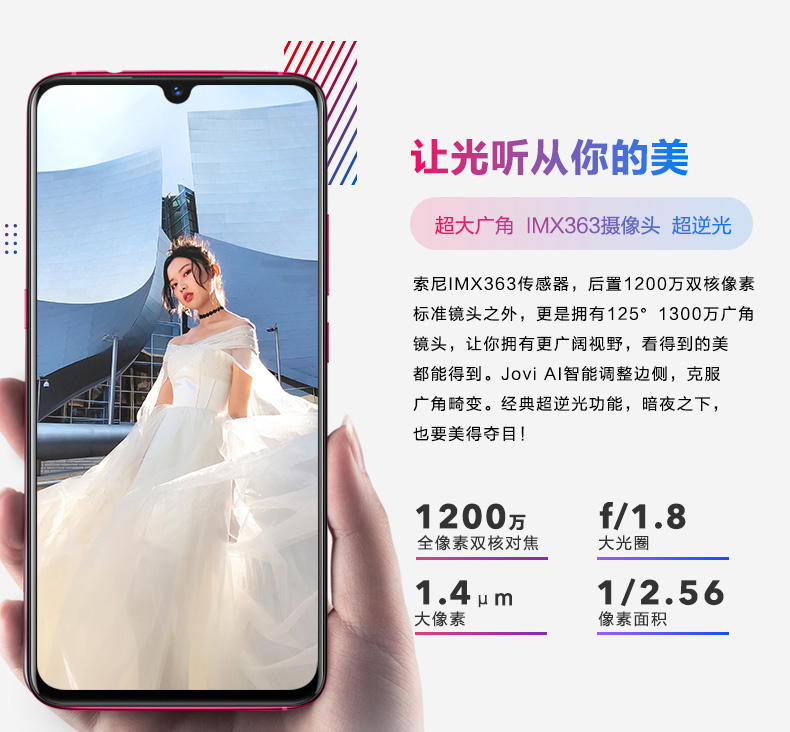 让光听从你的美
超大广角 IMX363摄像头 超逆光
索尼IMX363传感器，后置1200万双核像素
标准镜头之外，更是拥有125° 1300万广角
镜头，让你拥有更广阔视野，看得到的美
都能得到。Jovi AI智能调整边侧，克服
广角畸变。经典超逆光功能，暗夜之下，
也要美得夺目！
1200万
全像素双核对焦
f/1.8
大光圈
1.4μm
大像素
1/2.56
像素面积